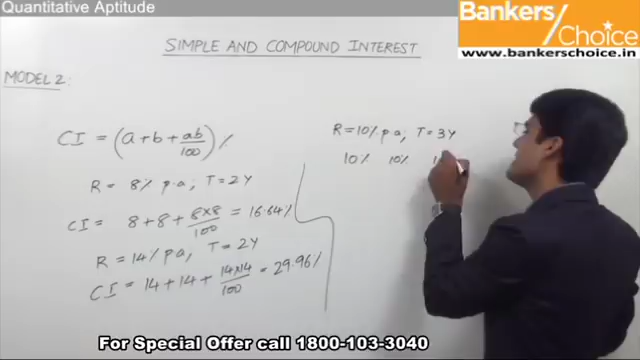 Quantitative Aptitude
Bankers
Choice
www.bankerschoice.in
SIMPLE AND COMPOUND INTEREST
MODEL 2:
CI = (a+b+ab/100)%
R = 8% p.a; T=2Y
CI = 8+8+8×8/100 = 16.64%
R = 14% pa, T=2Y
CI = 14+14+14×14/100 = 29.96%
R=10% p a, T=3Y
10% 10% 1
For Special Offer call 1800-103-3040